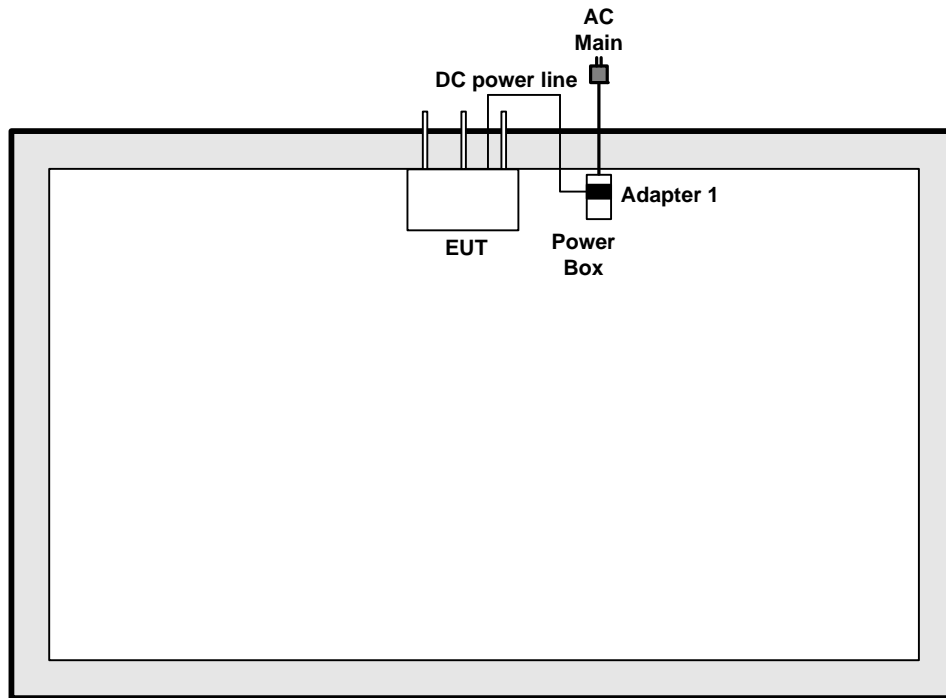 AC
Main
DC power line
Adapter 1
EUT
Power
Box